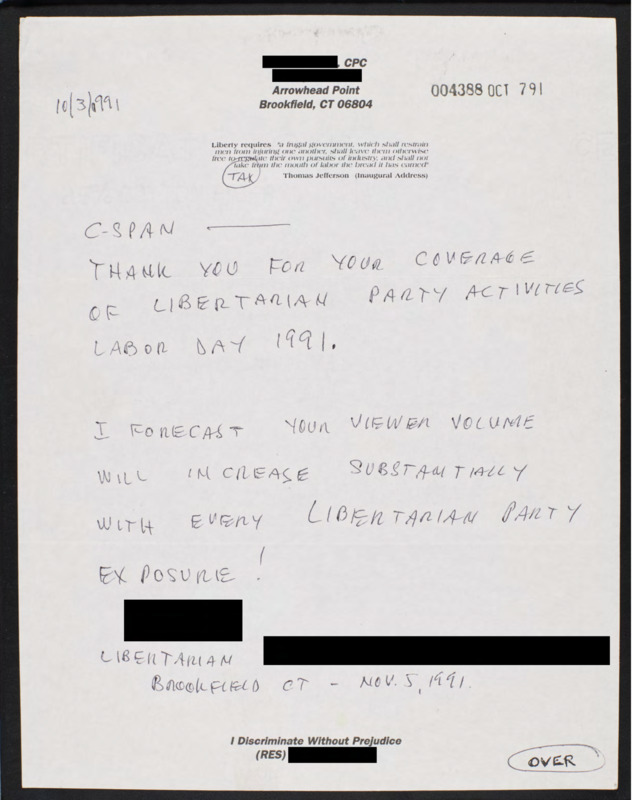 , CPC
Arrowhead Point
Brookfield, CT 06804
004388 OCT 791
10/3/1991
Liberty requires "a frugal government, which shall restrain
men from injuring one another, shall leave them otherwise
free to regulate their own pursuits of industry, and shall not
take from the mouth of labor the bread it has earned"
TAX
Thomas Jefferson (Inaugural Address)
C-SPAN —
THANK YOU FOR YOUR COVERAGE
OF LIBERTARIAN PARTY ACTIVITIES
LABOR DAY 1991.
I FORECAST YOUR VIEWER VOLUME
WILL INCREASE SUBSTANTIALLY
WITH EVERY LIBERTARIAN PARTY
EXPOSURE!
LIBERTARIAN
BROOKFIELD CT - NOV. 5, 1991.
I Discriminate Without Prejudice
(RES)
OVER